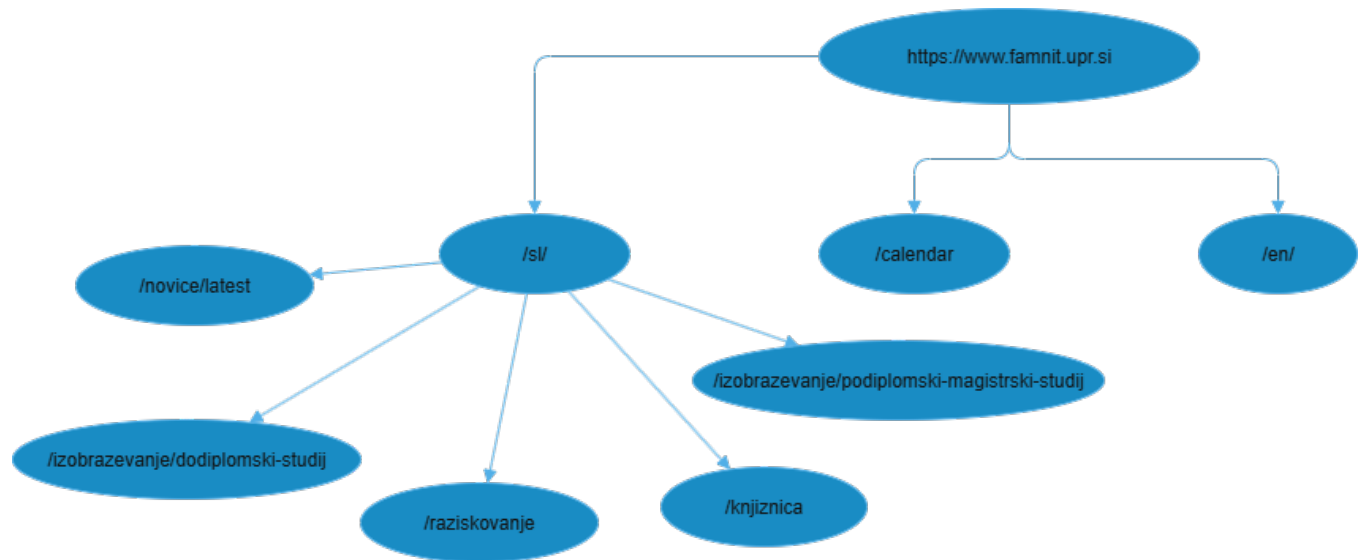 https://www.famnit.upr.si
/sl/
/calendar
/en/
/novice/latest
/izobrazevanje/podiplomski-magistrski-studij
/izobrazevanje/dodiplomski-studij
/raziskovanje
/knjiznica